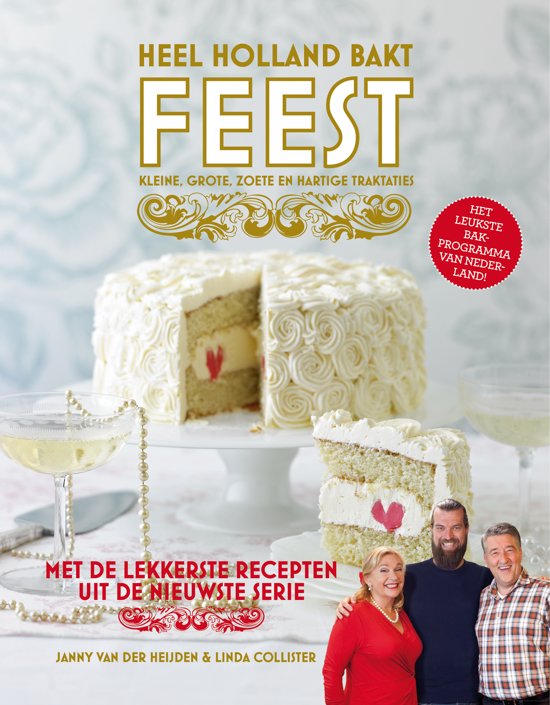 HEEL HOLLAND BAKT
FEEST
KLEINE, GROTE, ZOETE EN HARTIGE TRAKTATIES
HET
LEUKSTE
BAK-
PROGRAMMA
VAN NEDER-
LAND!
MET DE LEKKERSTE RECEPTEN
UIT DE NIEUWSTE SERIE
JANNY VAN DER HEIJDEN & LINDA COLLISTER